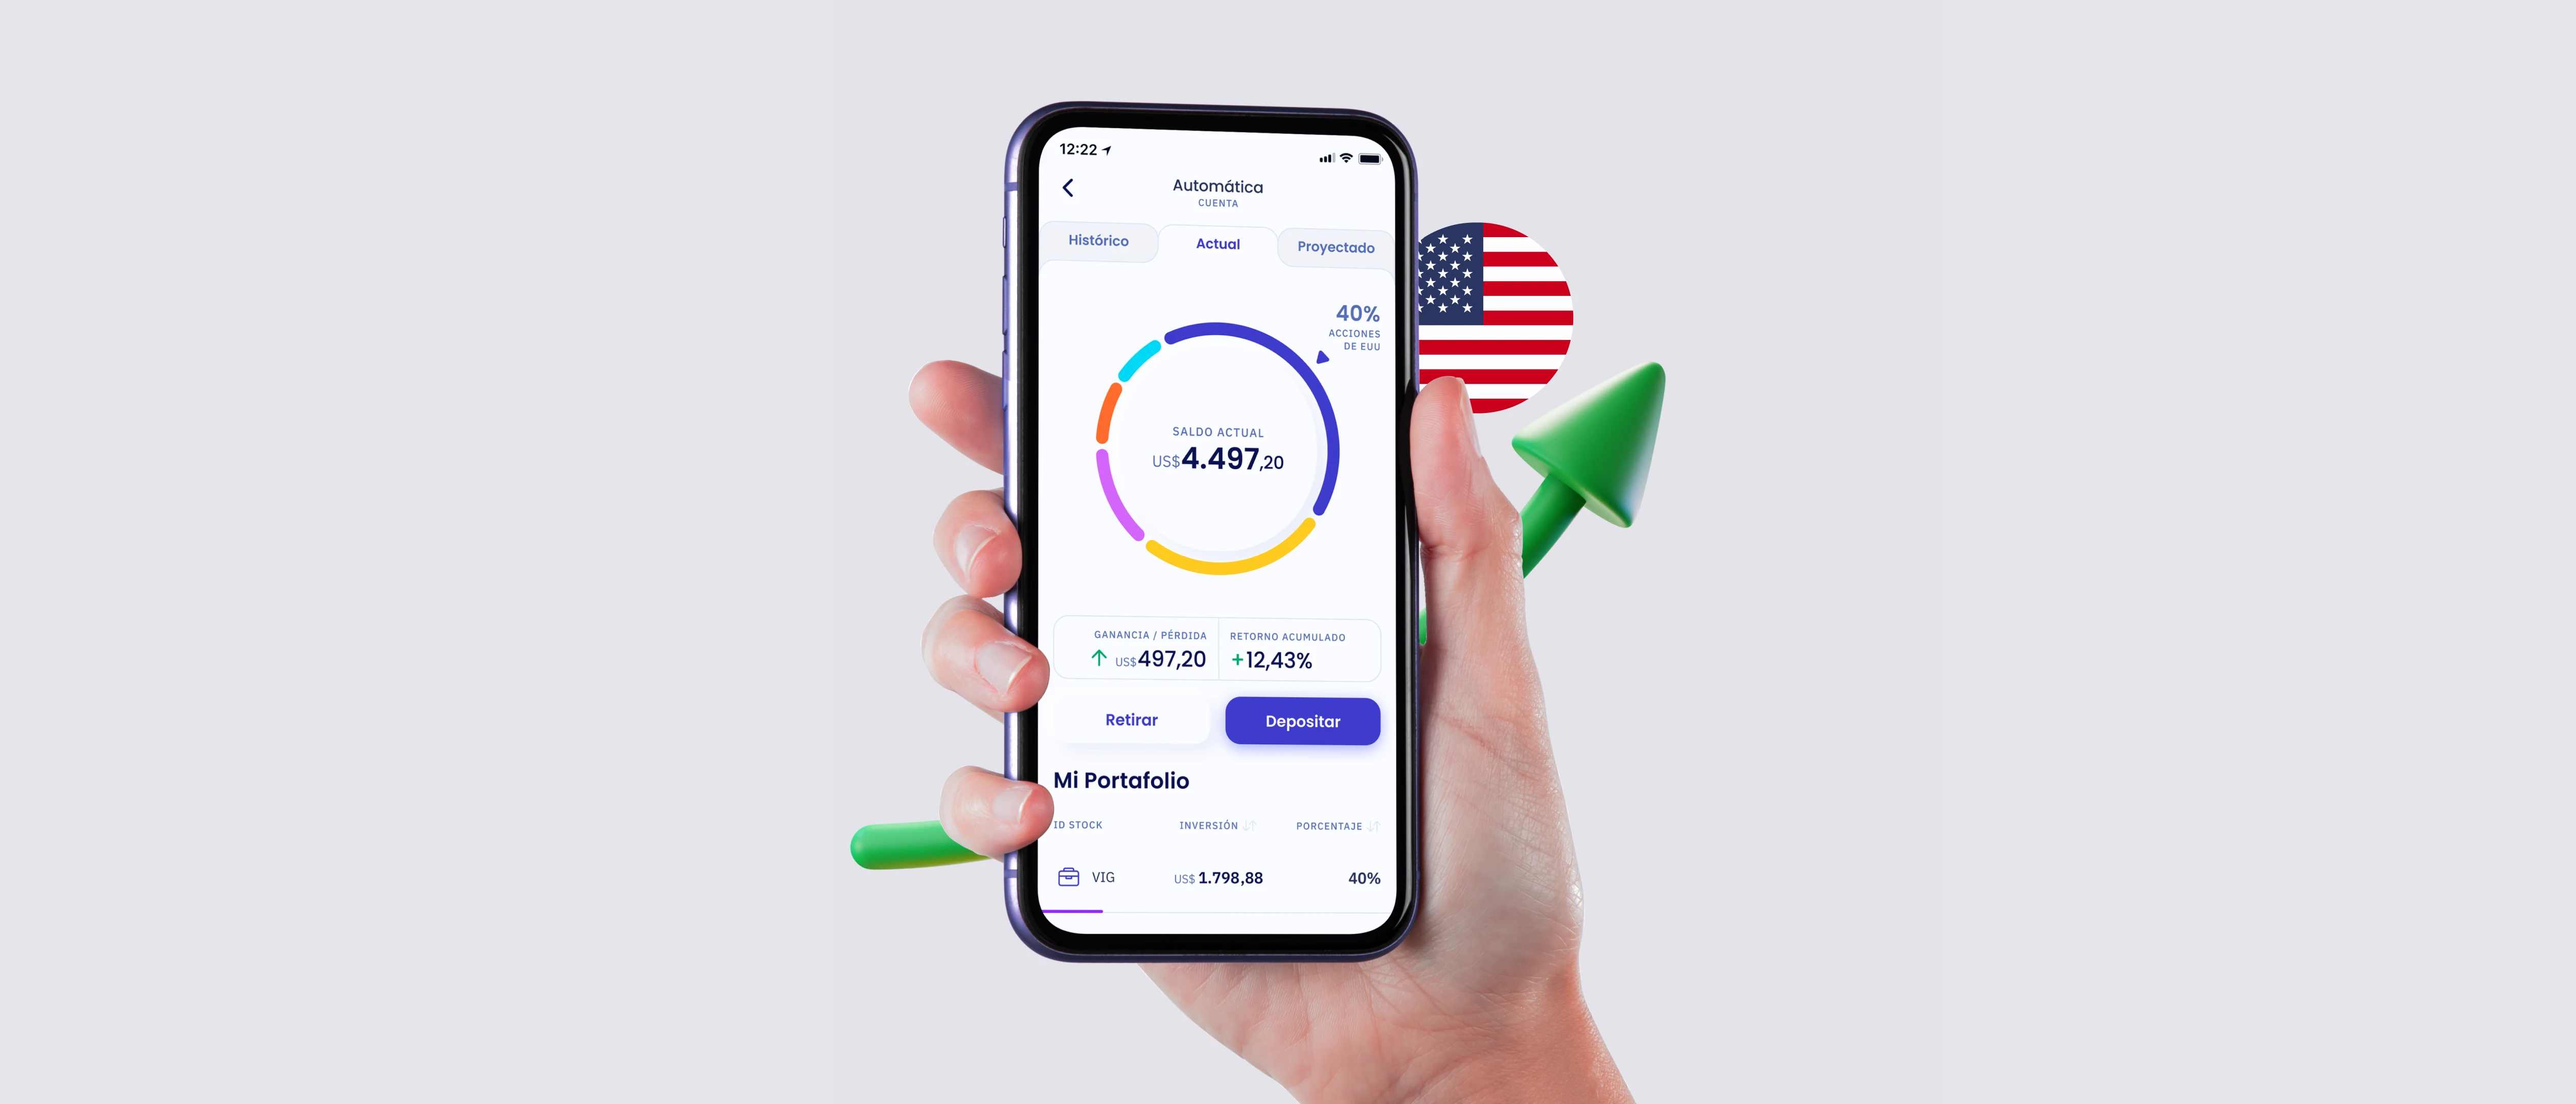 12:22
Automática
CUENTA
Histórico
Actual
Proyectado
40%
ACCIONES
DE EUU
SALDO ACTUAL
US$4.497,20
GANANCIA / PÉRDIDA
US$497,20
RETORNO ACUMULADO
+12,43%
Retirar
Depositar
Mi Portafolio
ID STOCK
INVERSIÓN
PORCENTAJE
VIG
US$ 1.798,88
40%